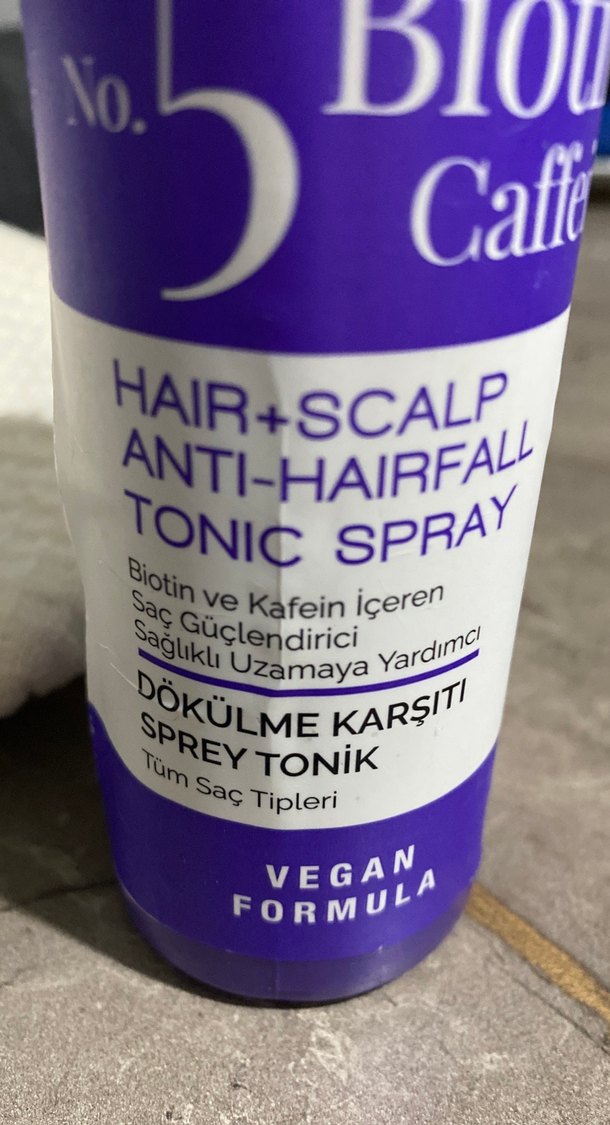 No. 5
Caffe
HAIR+SCALP
ANTI-HAIRFALL
TONIC SPRAY
Biotin ve Kafein İçeren
Saç Güçlendirici
Sağlıklı Uzamaya Yardımcı
DÖKÜLME KARŞITI
SPREY TONİK
Tüm Saç Tipleri
VEGAN
FORMULA